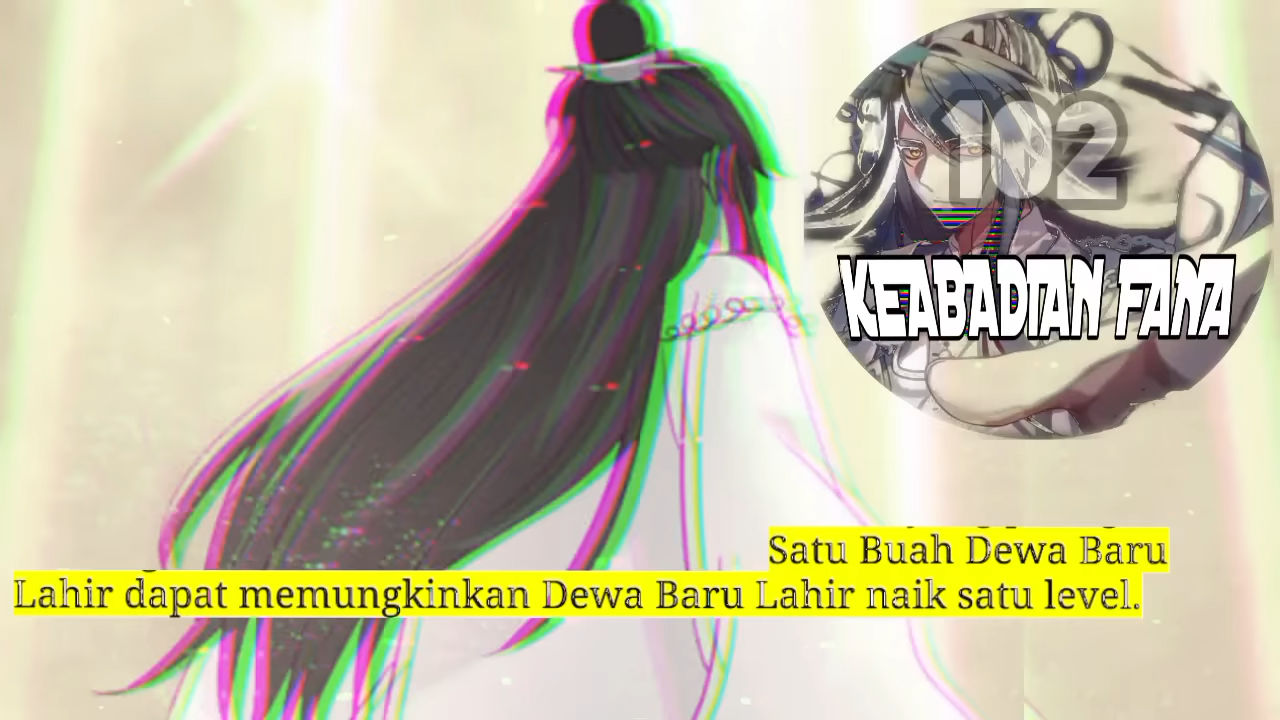 102
KEABADIAN FANA
Satu Buah Dewa Baru
Lahir dapat memungkinkan Dewa Baru Lahir naik satu level.